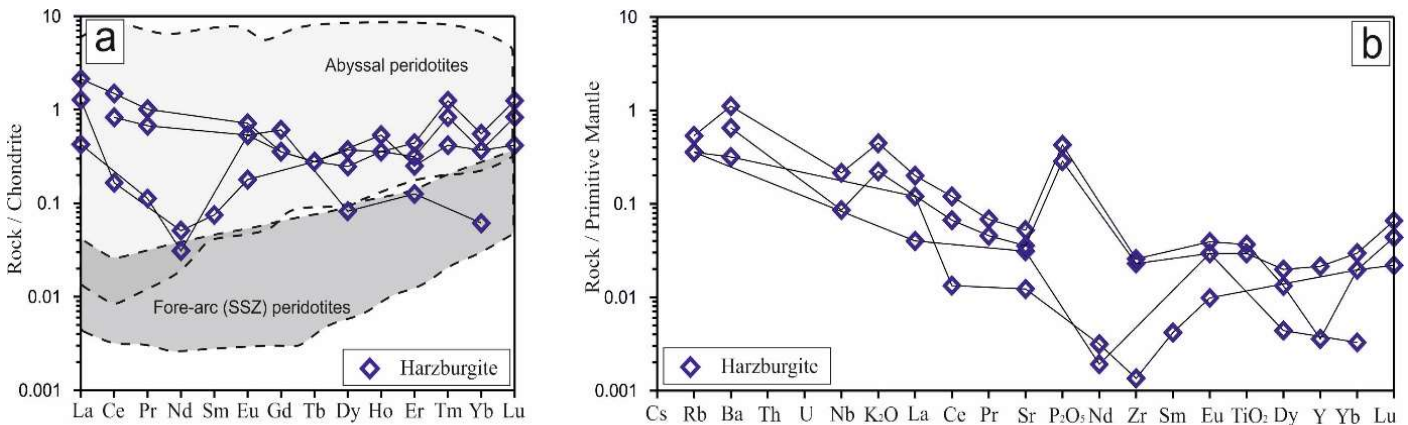 a
Rock / Chondrite
10
1
0.1
0.01
0.001
Abyssal peridotites
Fore-arc (SSZ) peridotites
Harzburgite
La Ce Pr Nd Sm Eu Gd Tb Dy Ho Er Tm Yb Lu
b
Rock / Primitive Mantle
10
1
0.1
0.01
0.001
Harzburgite
Cs Rb Ba Th U Nb K₂O La Ce Pr Sr P₂O₅ Nd Zr Sm Eu TiO₂ Dy Y Yb Lu